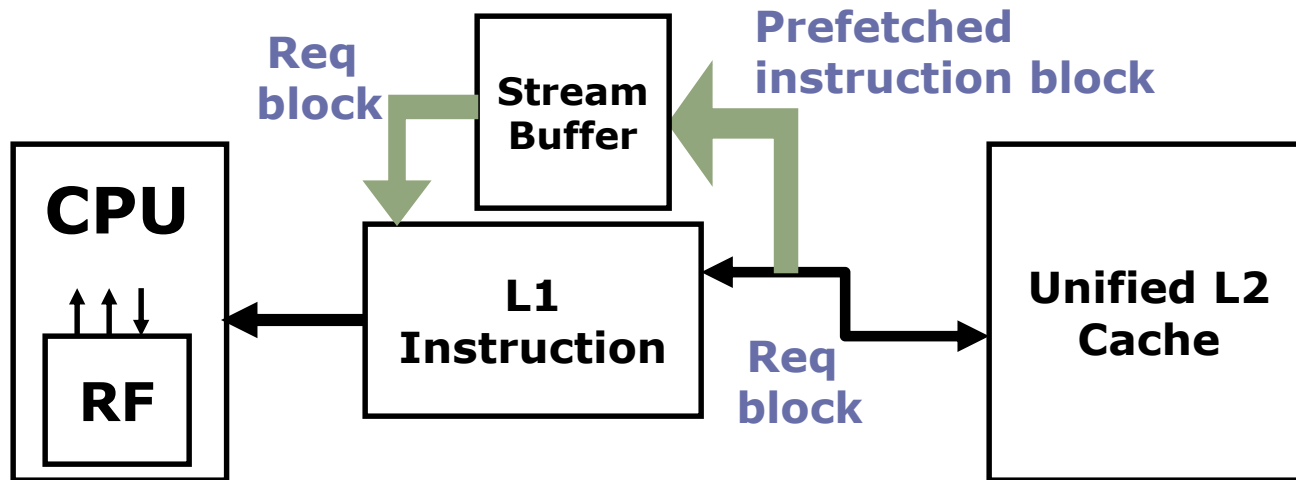 Req
block
Stream
Buffer
Prefetched
instruction block
CPU
RF
L1
Instruction
Req
block
Unified L2
Cache